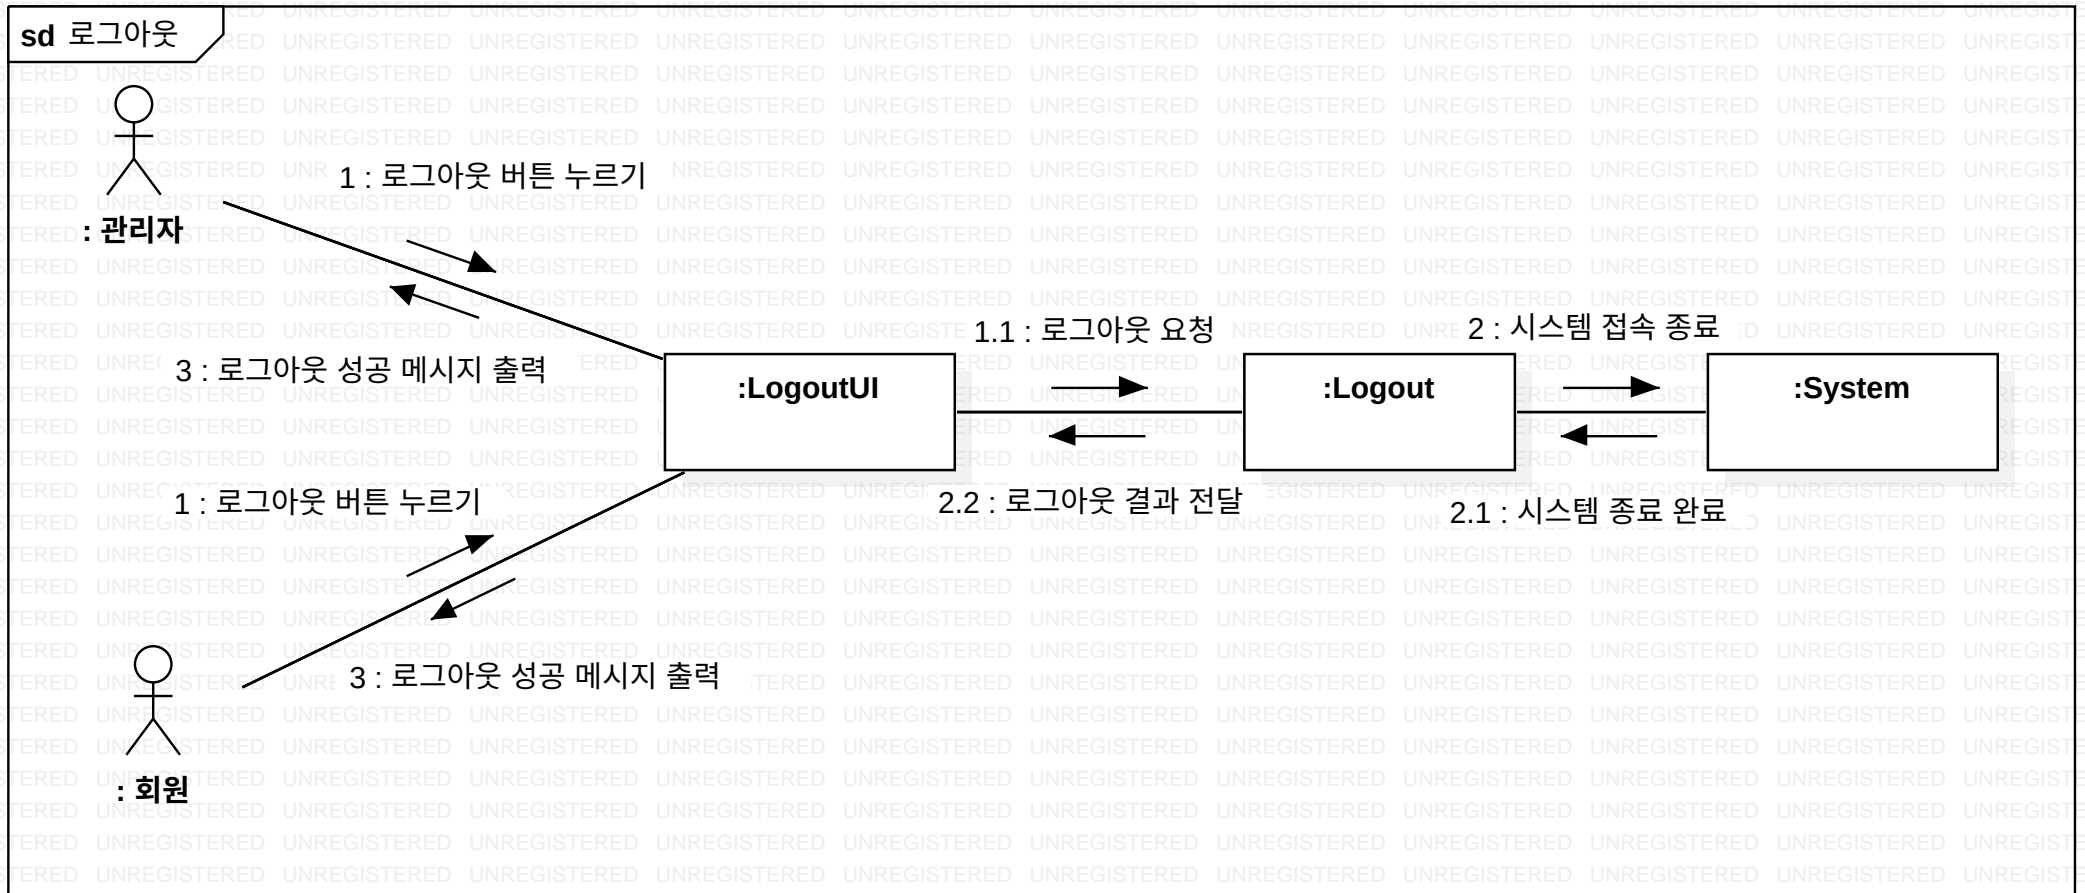 sd 로그아웃
: 관리자
1 : 로그아웃 버튼 누르기
3 : 로그아웃 성공 메시지 출력
1.1 : 로그아웃 요청
2 : 시스템 접속 종료
:LogoutUI
:Logout
:System
2.2 : 로그아웃 결과 전달
2.1 : 시스템 종료 완료
1 : 로그아웃 버튼 누르기
3 : 로그아웃 성공 메시지 출력
: 회원
UNREGISTERED